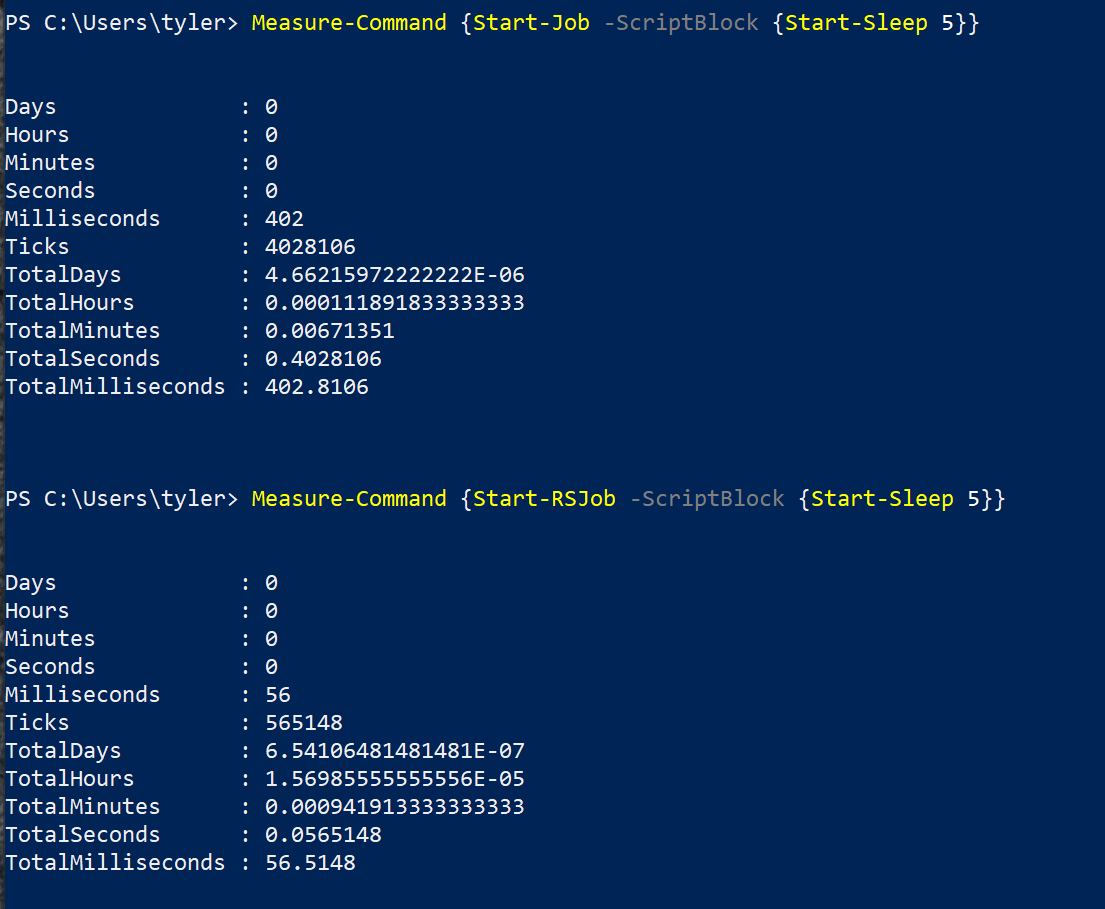 PS C:\Users\tyler> Measure-Command {Start-Job -ScriptBlock {Start-Sleep 5}}
Days              : 0
Hours             : 0
Minutes           : 0
Seconds           : 0
Milliseconds      : 402
Ticks             : 4028106
TotalDays         : 4.66215972222222E-06
TotalHours        : 0.000111891833333333
TotalMinutes      : 0.00671351
TotalSeconds      : 0.4028106
TotalMilliseconds : 402.8106
PS C:\Users\tyler> Measure-Command {Start-RSJob -ScriptBlock {Start-Sleep 5}}
Days              : 0
Hours             : 0
Minutes           : 0
Seconds           : 0
Milliseconds      : 56
Ticks             : 565148
TotalDays         : 6.54106481481481E-07
TotalHours        : 1.56985555555556E-05
TotalMinutes      : 0.000941913333333333
TotalSeconds      : 0.0565148
TotalMilliseconds : 56.5148